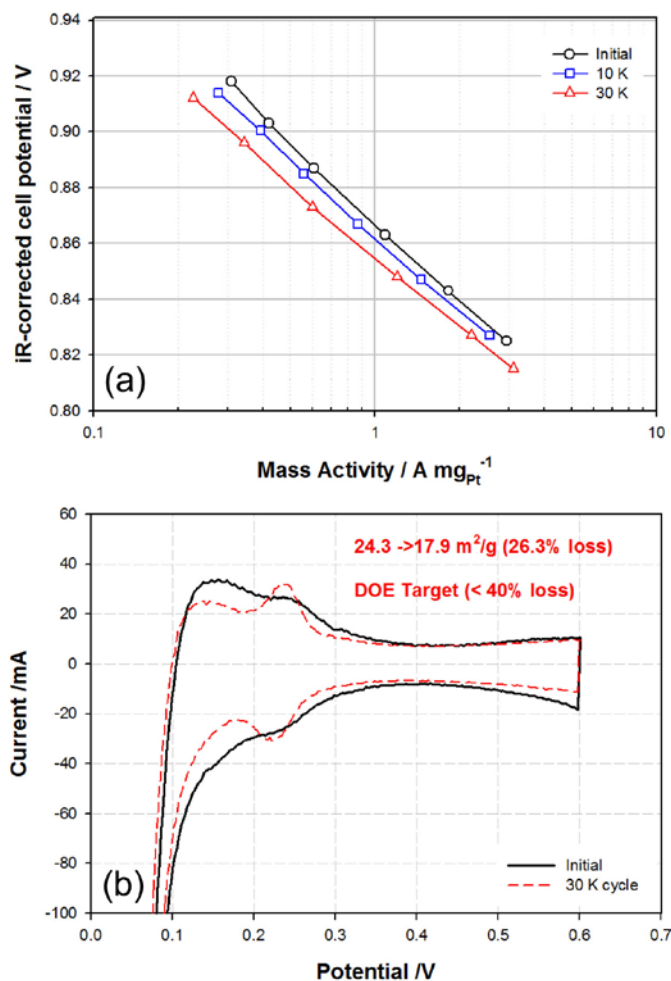 0.94
0.92
0.90
0.88
0.86
0.84
0.82
0.80
iR-corrected cell potential / V
Initial
10 K
30 K
(a)
0.1
1
10
Mass Activity / A mgPt-1
60
40
20
0
-20
-40
-60
-80
-100
Current /mA
24.3 ->17.9 m2/g (26.3% loss)
DOE Target (< 40% loss)
Initial
30 K cycle
(b)
0.0
0.1
0.2
0.3
0.4
0.5
0.6
0.7
Potential /V